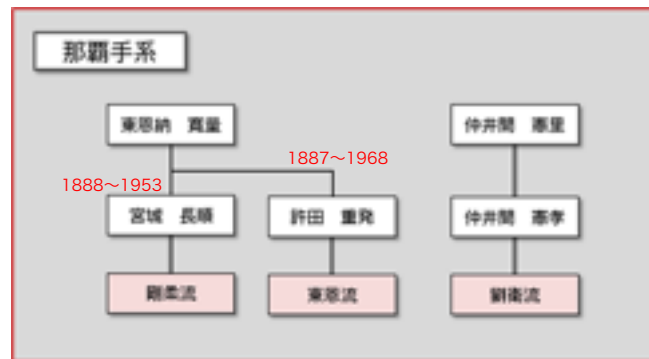 那覇手系
東恩納　寛量
仲井間　憲里
1887〜1968
1888〜1953
宮城　長順
許田　重発
仲井間　憲孝
剛柔流
東恩流
劉衛流